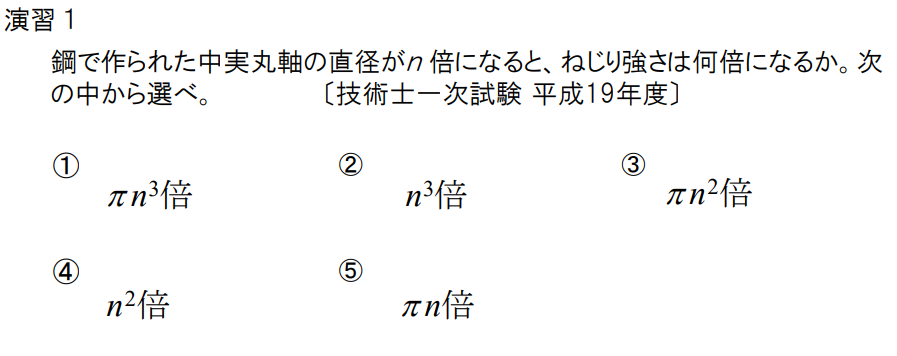 演習1
鋼で作られた中実丸軸の直径がn倍になると、ねじり強さは何倍になるか。次
の中から選べ。 〔技術士一次試験 平成19年度〕
① ② ③
πn³倍 n³倍 πn²倍
④ ⑤
n²倍 πn倍